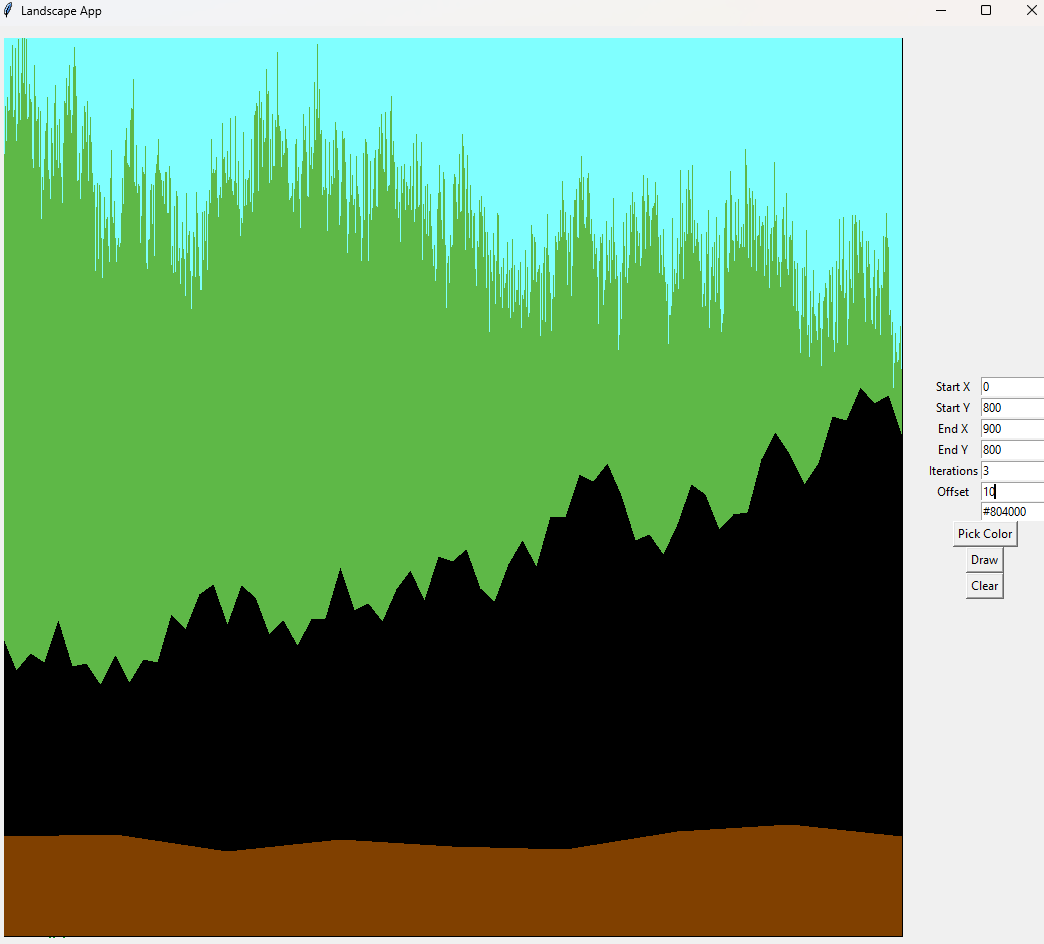 Landscape App
Start X 0
Start Y 800
End X 900
End Y 800
Iterations 3
Offset 10
#804000
Pick Color
Draw
Clear